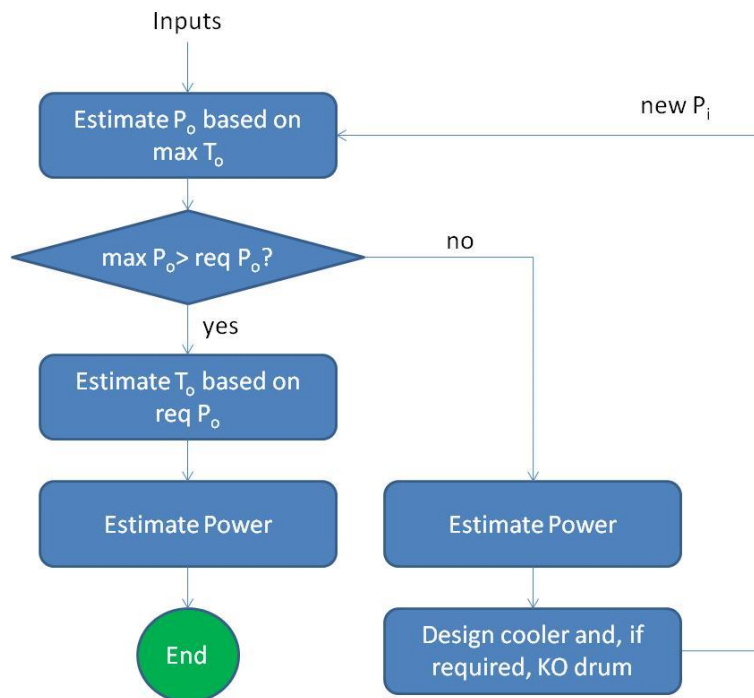 Inputs
Estimate Pₒ based on
max Tₒ
new Pᵢ
max Pₒ> req Pₒ?
no
yes
Estimate Tₒ based on
req Pₒ
Estimate Power
Estimate Power
End
Design cooler and, if
required, KO drum